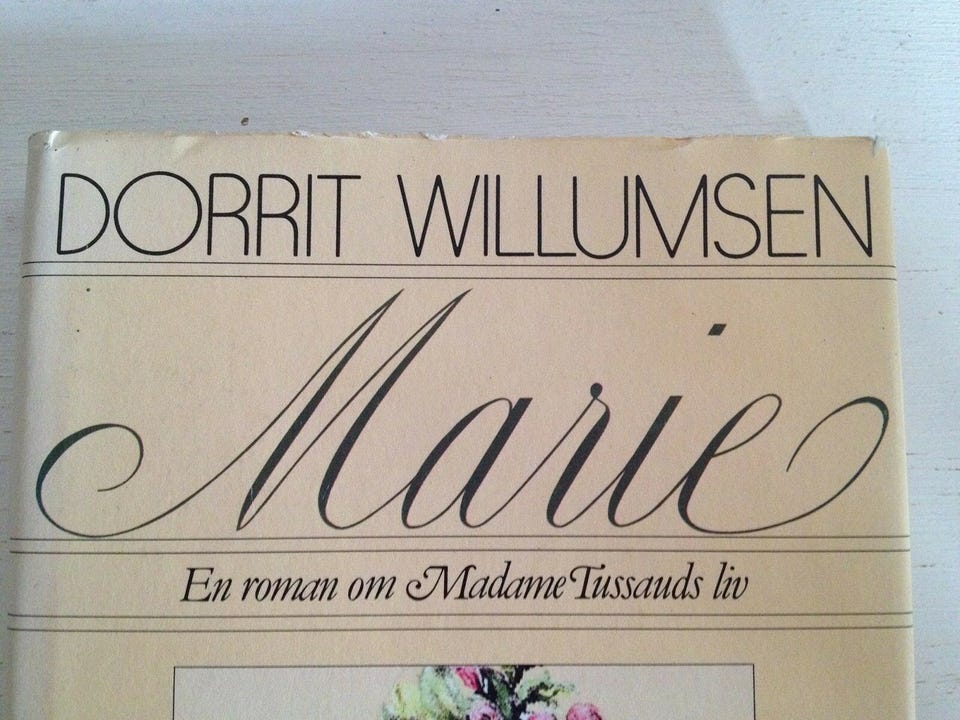 DORRIT WILLUMSEN
Marie
En roman om Madame Tussauds liv